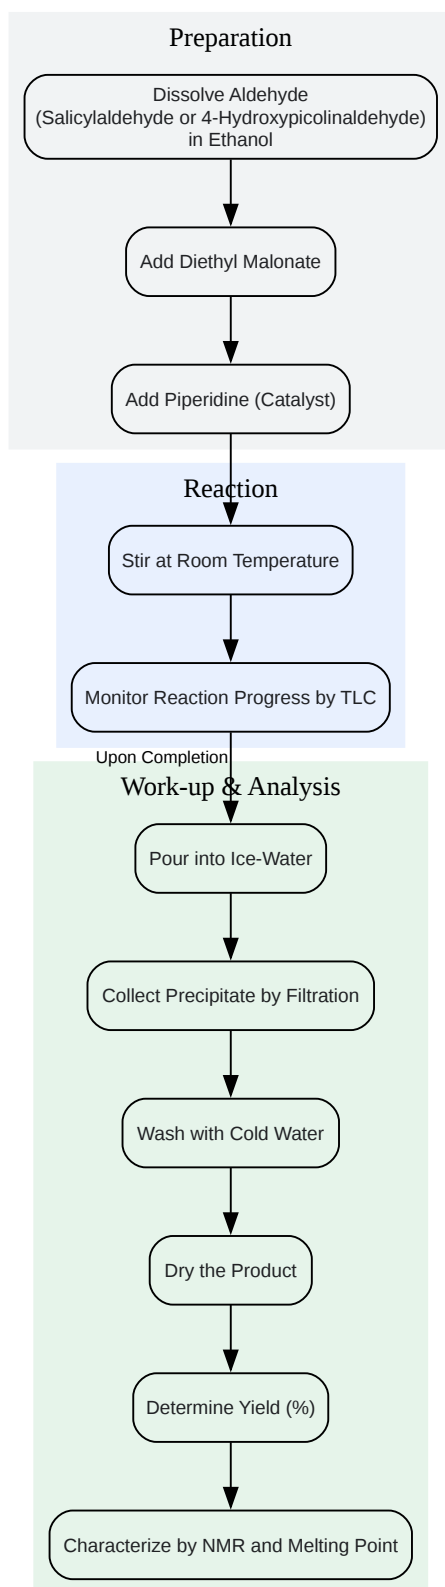 Preparation
Dissolve Aldehyde
(Salicylaldehyde or 4-Hydroxypicolinaldehyde)
in Ethanol
Add Diethyl Malonate
Add Piperidine (Catalyst)
Reaction
Stir at Room Temperature
Monitor Reaction Progress by TLC
Upon Completion
Work-up & Analysis
Pour into Ice-Water
Collect Precipitate by Filtration
Wash with Cold Water
Dry the Product
Determine Yield (%)
Characterize by NMR and Melting Point